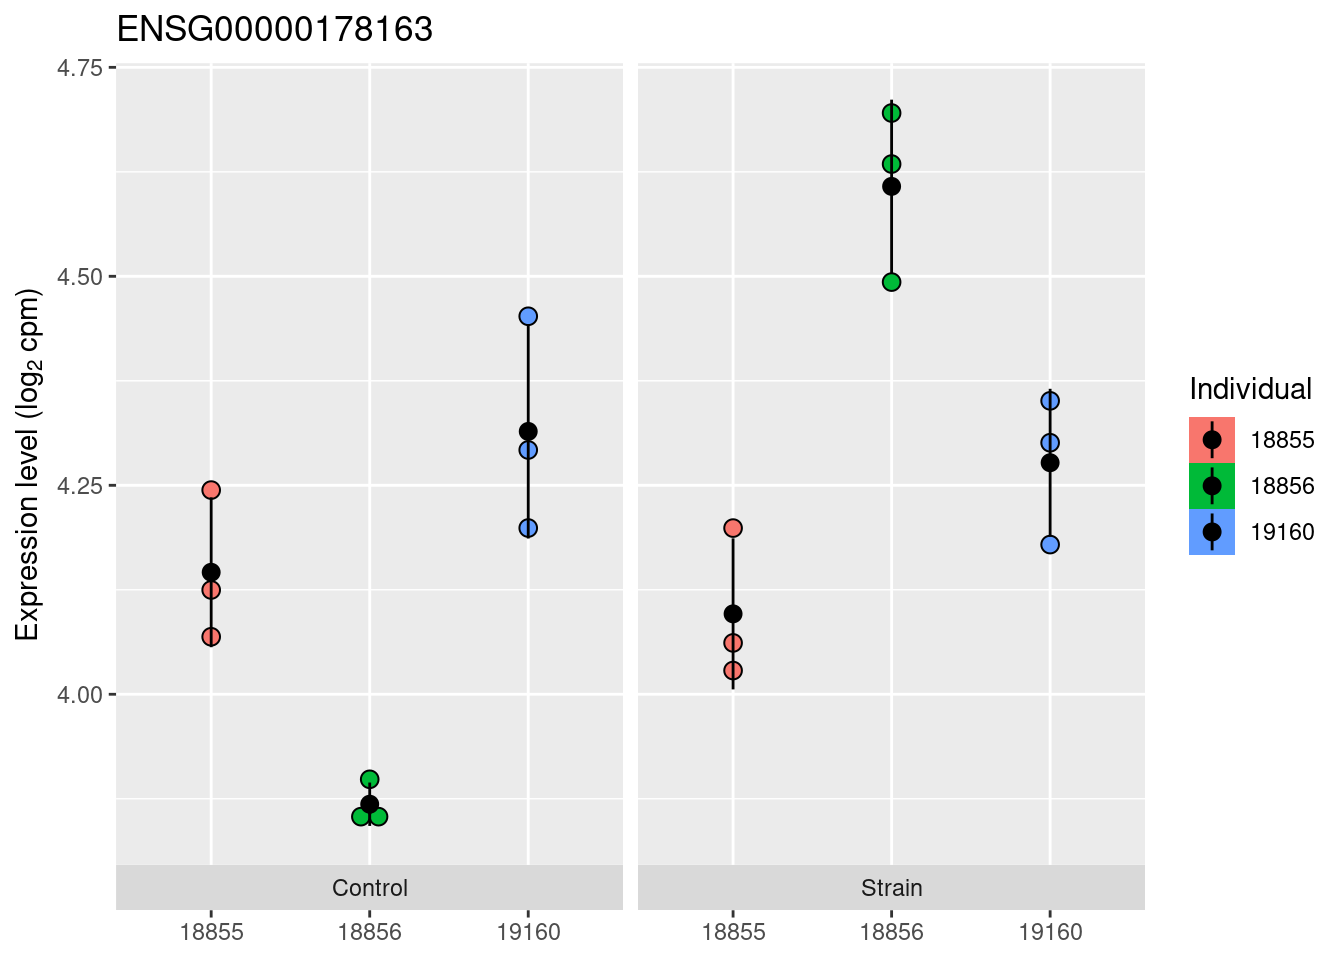 ENSG00000178163
Expression level (log₂ cpm)
4.75
4.50
4.25
4.00
Control
Strain
18855
18856
19160
18855
18856
19160
Individual
18855
18856
19160